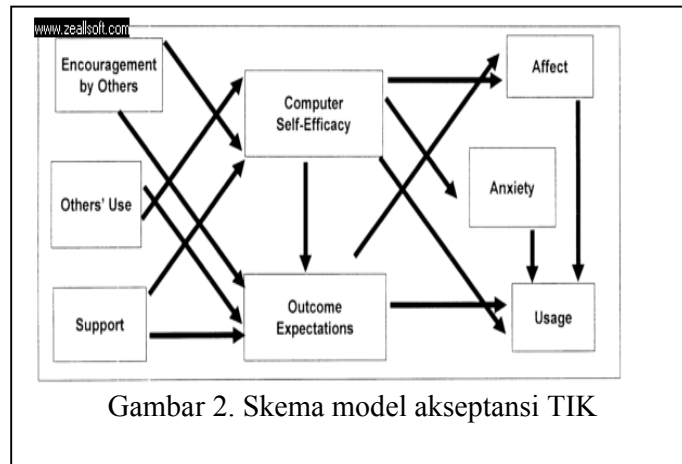 www.zeallsoft.com
Encouragement
by Others
Others' Use
Support
Computer
Self-Efficacy
Outcome
Expectations
Affect
Anxiety
Usage
Gambar 2. Skema model akseptansi TIK